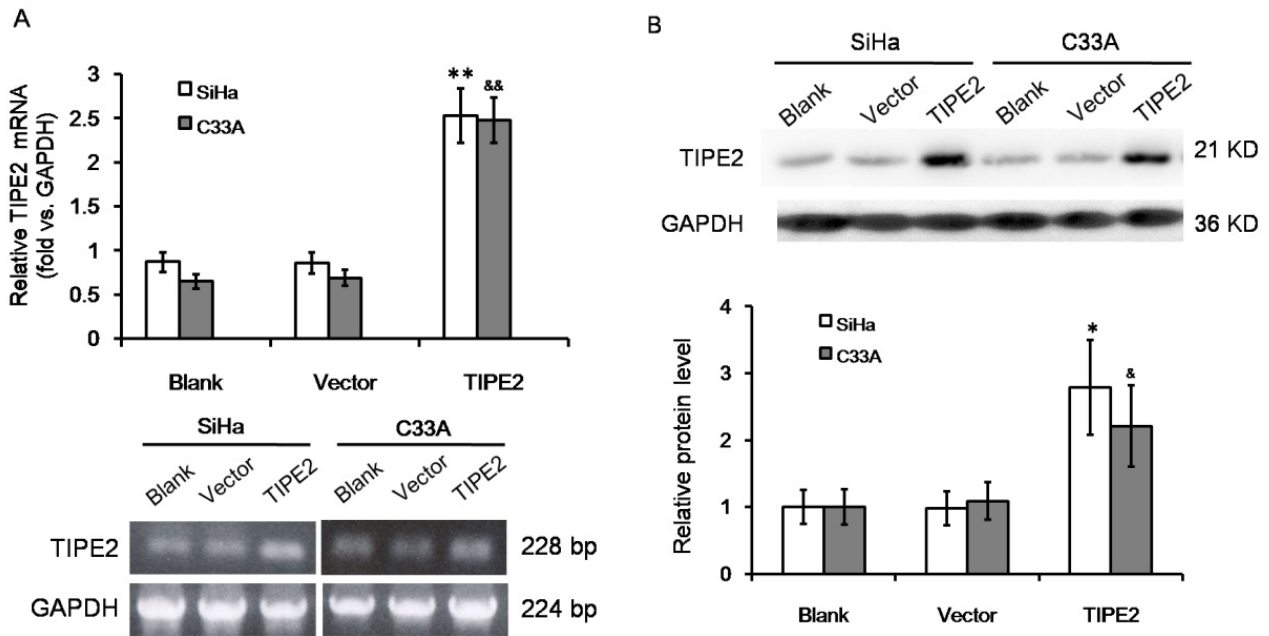 A
Relative TIPE2 mRNA
(fold vs. GAPDH)
3
2.5
2
1.5
1
0.5
0
SiHa
C33A
**
&&
Blank Vector TIPE2
SiHa C33A
Blank Vector TIPE2 Blank Vector TIPE2
TIPE2 228 bp
GAPDH 224 bp
B
SiHa C33A
Blank Vector TIPE2 Blank Vector TIPE2
TIPE2 21 KD
GAPDH 36 KD
Relative protein level
4
3
2
1
0
SiHa
C33A
*
&
Blank Vector TIPE2